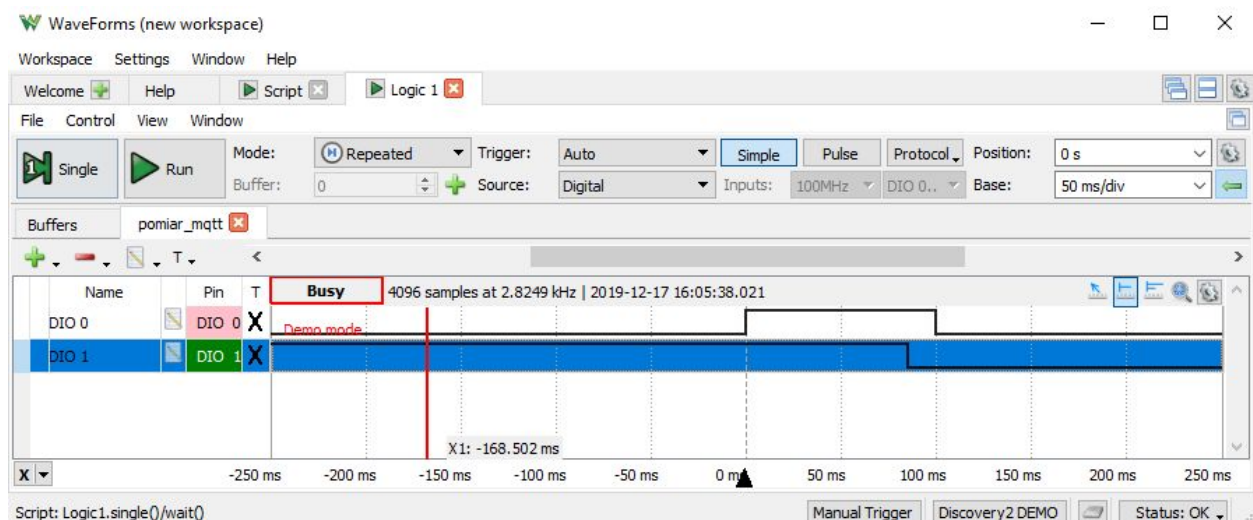 WaveForms (new workspace)
Workspace Settings Window Help
Welcome Help Script Logic 1
File Control View Window
Single Run Mode: Repeated Trigger: Auto Simple Pulse Protocol Position: 0 s
Buffer: 0 Source: Digital Inputs: 100MHz DIO 0.. Base: 50 ms/div
Buffers pomiar_mqtt
T
Name Pin T Busy 4096 samples at 2.8249 kHz | 2019-12-17 16:05:38.021
DIO 0 DIO 0 X Demo mode
DIO 1 DIO 1 X
X1: -168.502 ms
X -250 ms -200 ms -150 ms -100 ms -50 ms 0 ms 50 ms 100 ms 150 ms 200 ms 250 ms
Script: Logic1.single()/wait() Manual Trigger Discovery2 DEMO Status: OK